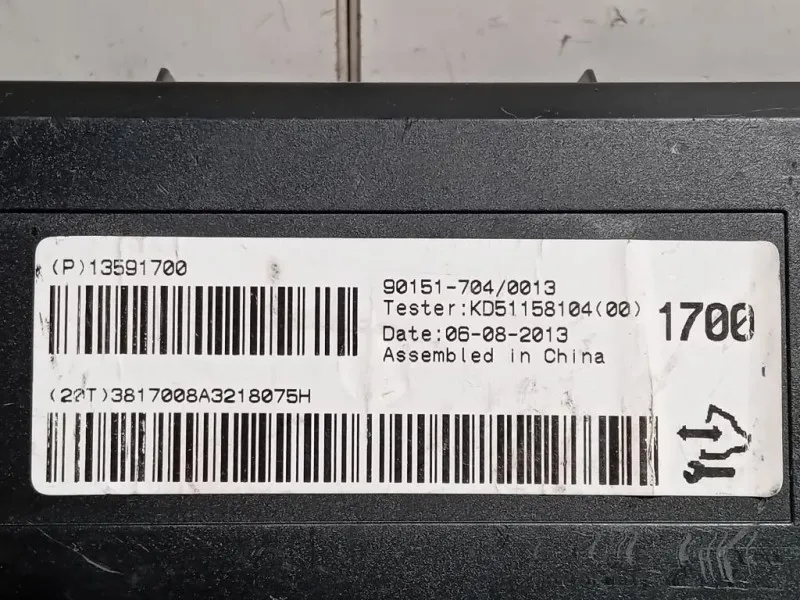 (P)13591700
90151-704/0013
Tester:KD51158104(00)
1700
Date:06-08-2013
Assembled in China
(20T)3817008A3218075H